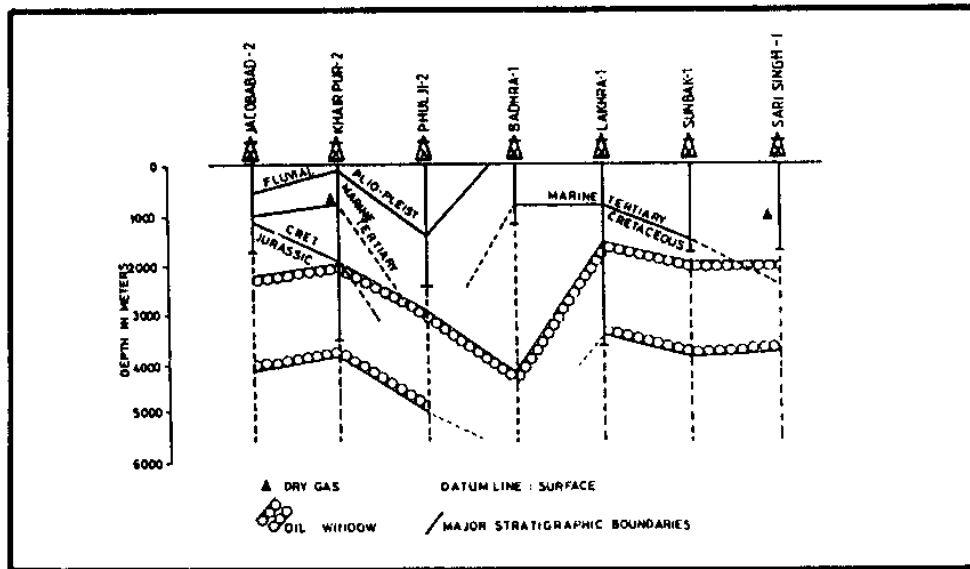 JACOBABAD-2
KHAIRPUR-2
PHULJI-2
BADHRA-1
LAKHRA-1
SUNBAK-1
SARI SINGH-1
0
1000
2000
3000
4000
5000
6000
DEPTH IN METERS
FLUVIAL
PLIO-PLEIST
MARINE
TERTIARY
CRET
JURASSIC
MARINE
TERTIARY
CRETACEOUS
DRY GAS
DATUM LINE : SURFACE
OIL WINDOW
MAJOR STRATIGRAPHIC BOUNDARIES